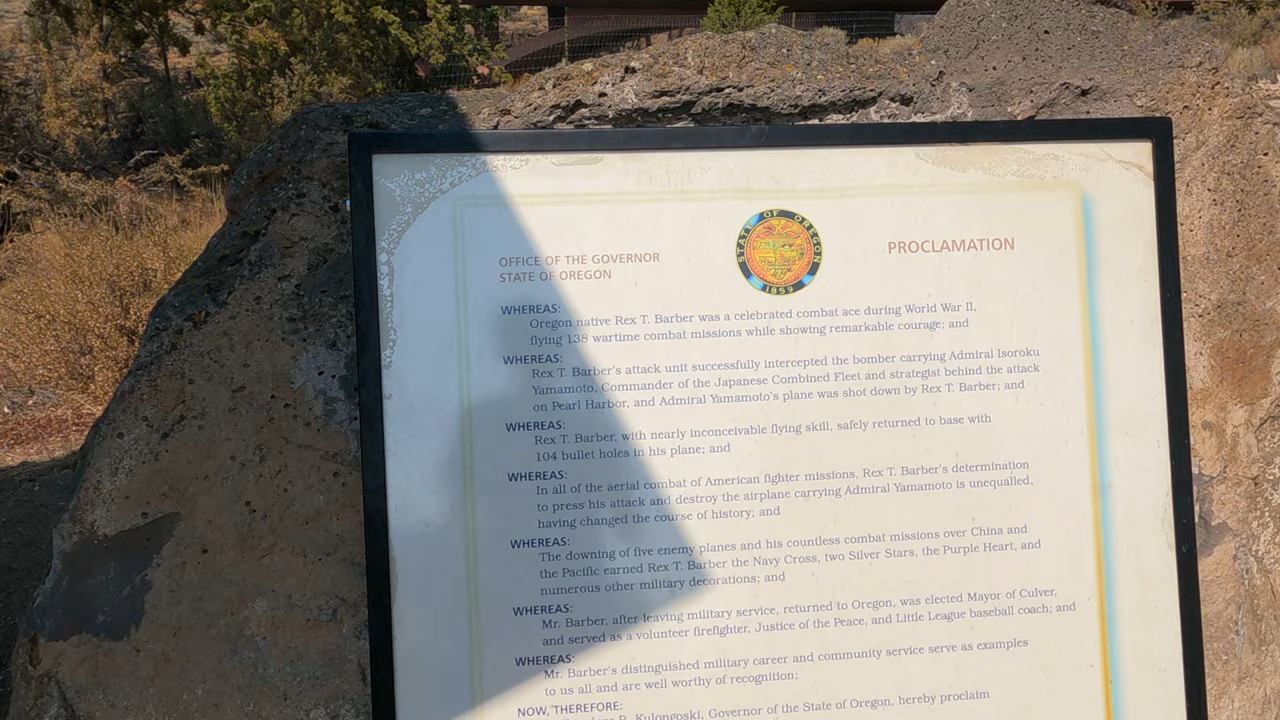 OFFICE OF THE GOVERNOR
STATE OF OREGON
STATE OF OREGON
1859
PROCLAMATION
WHEREAS:
Oregon native Rex T. Barber was a celebrated combat ace during World War II,
flying 138 wartime combat missions while showing remarkable courage; and
WHEREAS:
Rex T. Barber's attack unit successfully intercepted the bomber carrying Admiral Isoroku
Yamamoto, Commander of the Japanese Combined Fleet and strategist behind the attack
on Pearl Harbor, and Admiral Yamamoto's plane was shot down by Rex T. Barber; and
WHEREAS:
Rex T. Barber, with nearly inconceivable flying skill, safely returned to base with
104 bullet holes in his plane; and
WHEREAS:
In all of the aerial combat of American fighter missions, Rex T. Barber's determination
to press his attack and destroy the airplane carrying Admiral Yamamoto is unequalled,
having changed the course of history; and
WHEREAS:
The downing of five enemy planes and his countless combat missions over China and
the Pacific earned Rex T. Barber the Navy Cross, two Silver Stars, the Purple Heart, and
numerous other military decorations; and
WHEREAS:
Mr. Barber, after leaving military service, returned to Oregon, was elected Mayor of Culver,
and served as a volunteer firefighter, Justice of the Peace, and Little League baseball coach; and
WHEREAS:
Mr. Barber's distinguished military career and community service serve as examples
to us all and are well worthy of recognition;
NOW, THEREFORE:
R. Kulongoski, Governor of the State of Oregon, hereby proclaim